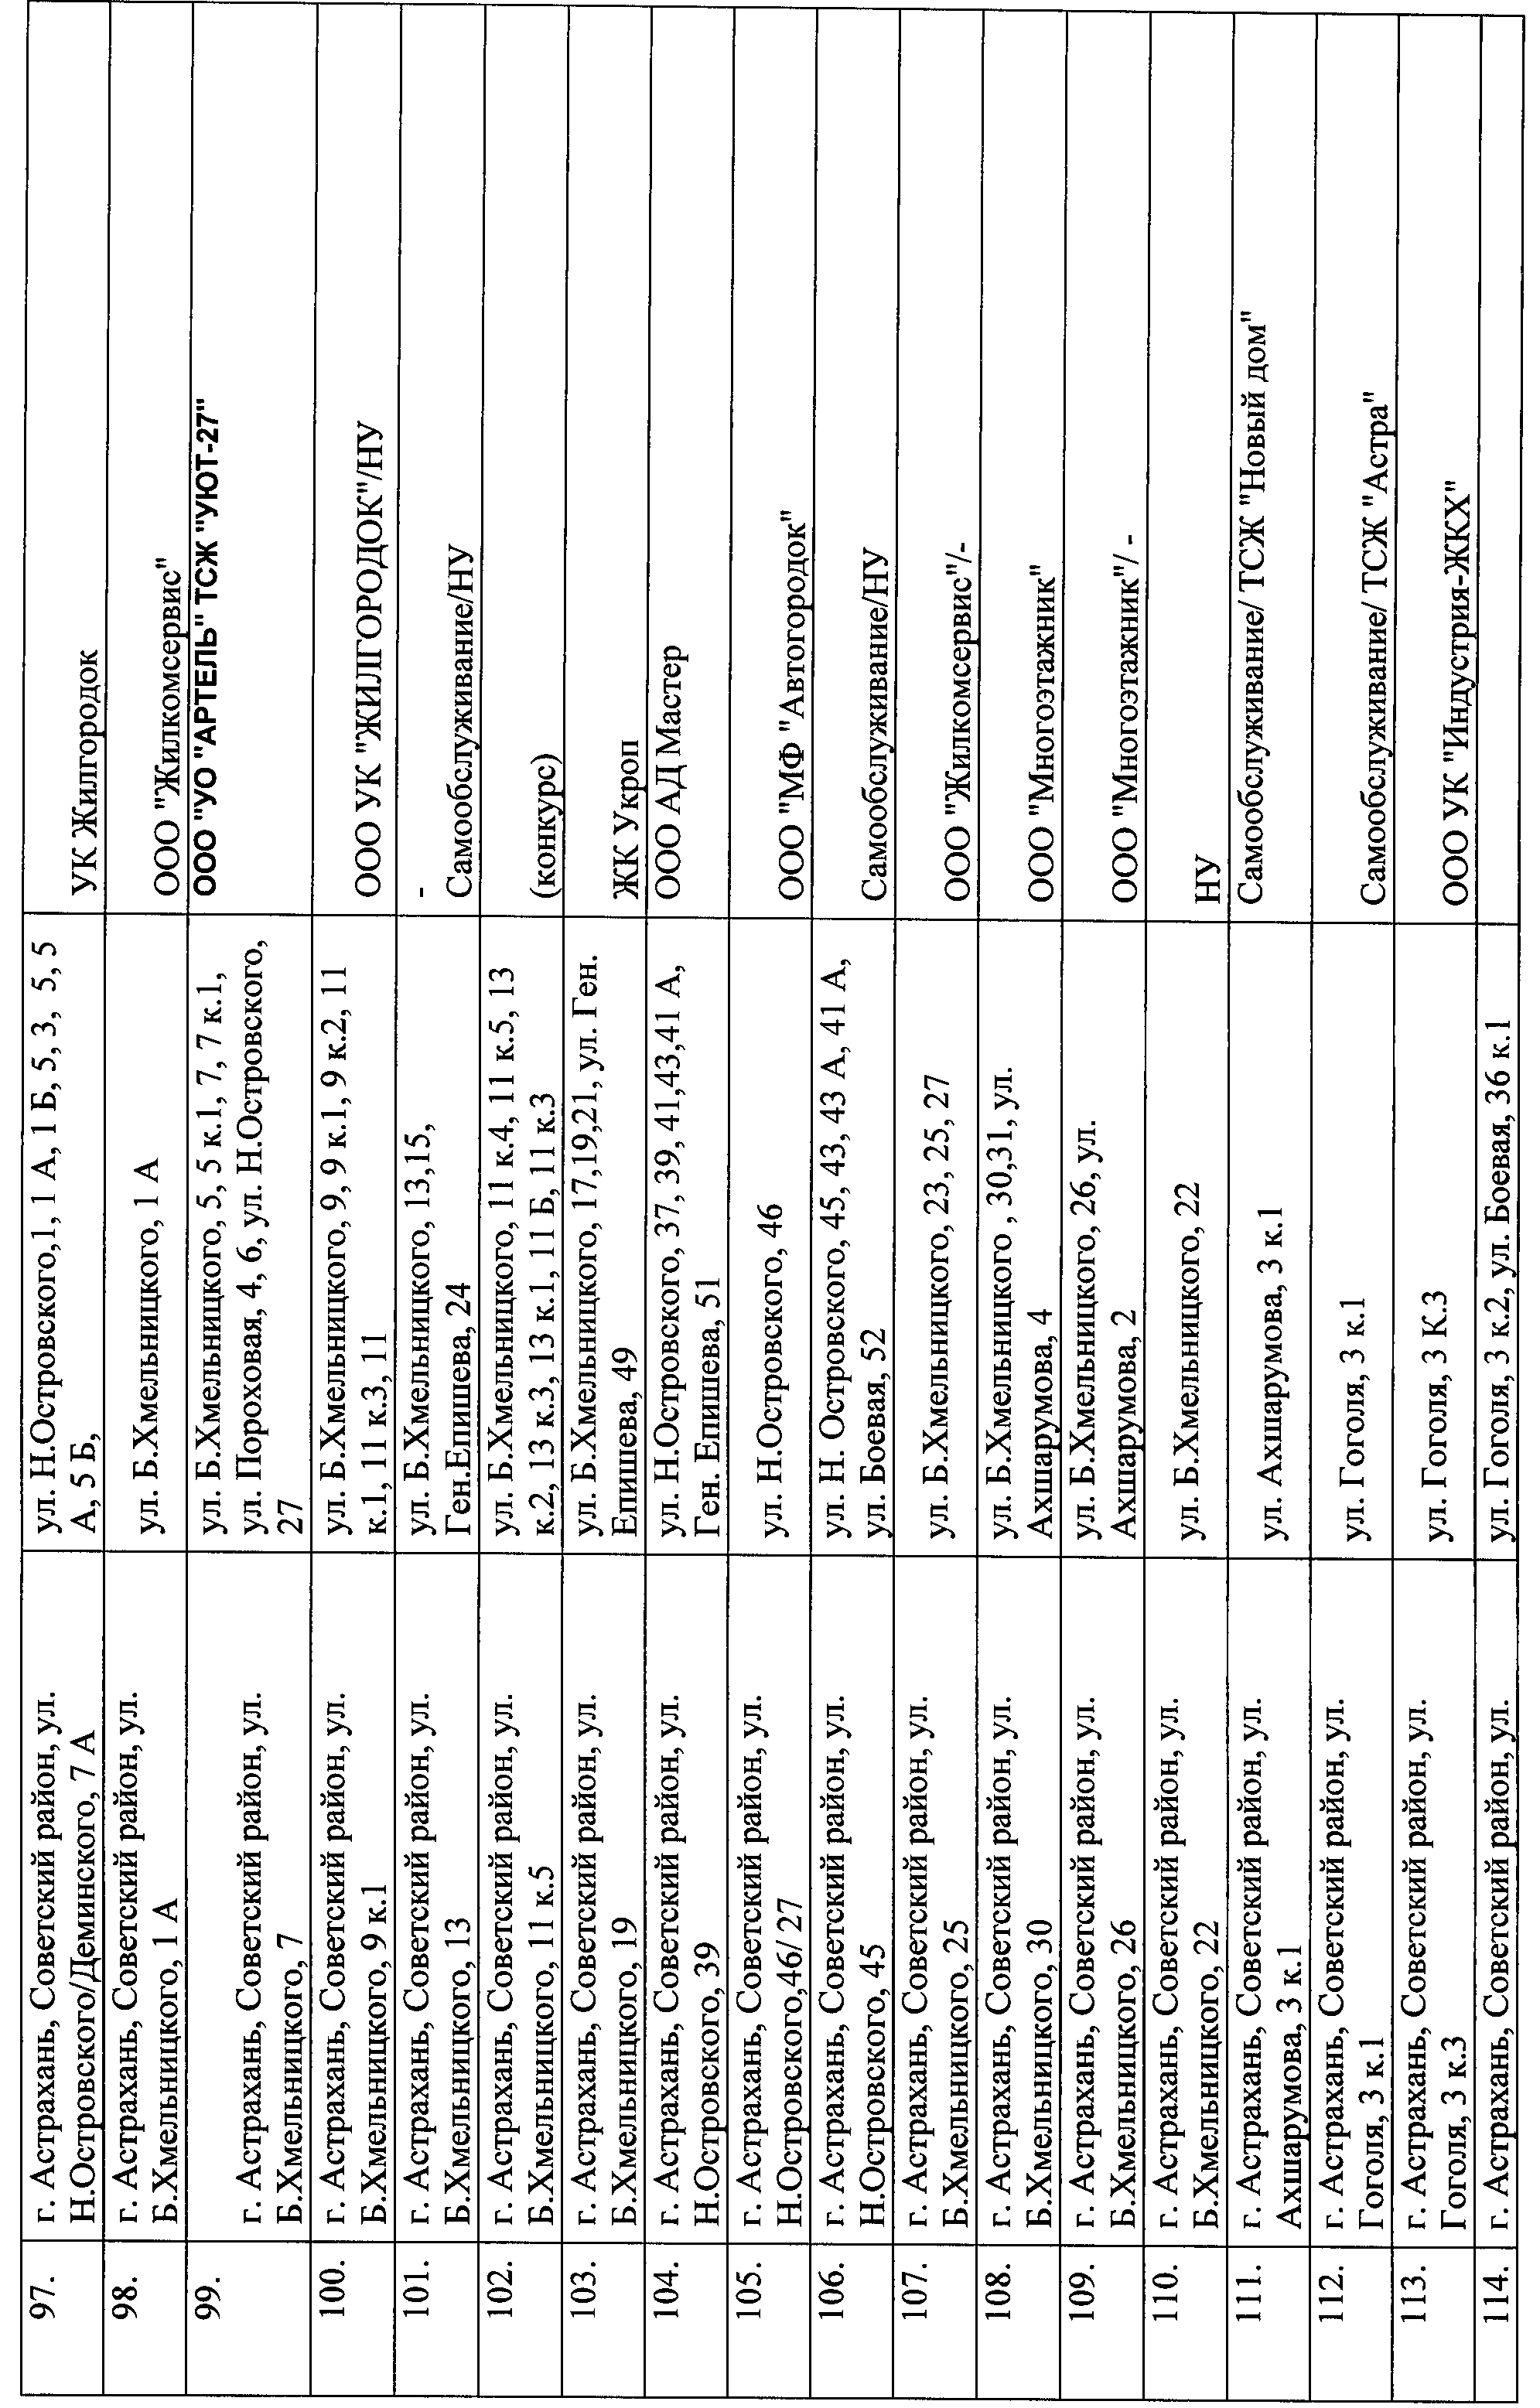 97.
г. Астрахань, Советский район, ул.
Н.Островского/Деминского, 7 А
ул. Н.Островского,1, 1 А, 1 Б, 5, 3, 5, 5
А, 5 Б,
УК Жилгородок
98.
г. Астрахань, Советский район, ул.
Б.Хмельницкого, 1 А
ул. Б.Хмельницкого, 1 А
ООО "Жилкомсервис"
99.
г. Астрахань, Советский район, ул.
Б.Хмельницкого, 7
ул. Б.Хмельницкого, 5, 5 к.1, 7, 7 к.1,
ул. Пороховая, 4, 6, ул. Н.Островского,
27
ООО "УО "АРТЕЛЬ" ТСЖ "УЮТ-27"
100.
г. Астрахань, Советский район, ул.
Б.Хмельницкого, 9 к.1
ул. Б.Хмельницкого, 9, 9 к.1, 9 к.2, 11
к.1, 11 к.3, 11
ООО УК "ЖИЛГОРОДОК"/НУ
101.
г. Астрахань, Советский район, ул.
Б.Хмельницкого, 13
ул. Б.Хмельницкого, 13,15,
Ген.Епишева, 24
-
Самообслуживание/НУ
102.
г. Астрахань, Советский район, ул.
Б.Хмельницкого, 11 к.5
ул. Б.Хмельницкого, 11 к.4, 11 к.5, 13
к.2, 13 к.3, 13 к.1, 11 Б, 11 к.3
(конкурс)
103.
г. Астрахань, Советский район, ул.
Б.Хмельницкого, 19
ул. Б.Хмельницкого, 17,19,21, ул. Ген.
Епишева, 49
ЖК Укроп
104.
г. Астрахань, Советский район, ул.
Н.Островского, 39
ул. Н.Островского, 37, 39, 41,43,41 А,
Ген. Епишева, 51
ООО АД Мастер
105.
г. Астрахань, Советский район, ул.
Н.Островского,46/ 27
ул. Н.Островского, 46
ООО "МФ "Автогородок"
106.
г. Астрахань, Советский район, ул.
Н.Островского, 45
ул. Н. Островского, 45, 43, 43 А, 41 А,
ул. Боевая, 52
Самообслуживание/НУ
107.
г. Астрахань, Советский район, ул.
Б.Хмельницкого, 25
ул. Б.Хмельницкого, 23, 25, 27
ООО "Жилкомсервис"/-
108.
г. Астрахань, Советский район, ул.
Б.Хмельницкого, 30
ул. Б.Хмельницкого , 30,31, ул.
Ахшарумова, 4
ООО "Многоэтажник"
109.
г. Астрахань, Советский район, ул.
Б.Хмельницкого, 26
ул. Б.Хмельницкого, 26, ул.
Ахшарумова, 2
ООО "Многоэтажник"/ -
110.
г. Астрахань, Советский район, ул.
Б.Хмельницкого, 22
ул. Б.Хмельницкого, 22
НУ
111.
г. Астрахань, Советский район, ул.
Ахшарумова, 3 к.1
ул. Ахшарумова, 3 к.1
Самообслуживание/ ТСЖ "Новый дом"
112.
г. Астрахань, Советский район, ул.
Гоголя, 3 к.1
ул. Гоголя, 3 к.1
Самообслуживание/ ТСЖ "Астра"
113.
г. Астрахань, Советский район, ул.
Гоголя, 3 к.3
ул. Гоголя, 3 К.3
ООО УК "Индустрия-ЖКХ"
114.
г. Астрахань, Советский район, ул.
ул. Гоголя, 3 к.2, ул. Боевая, 36 к.1